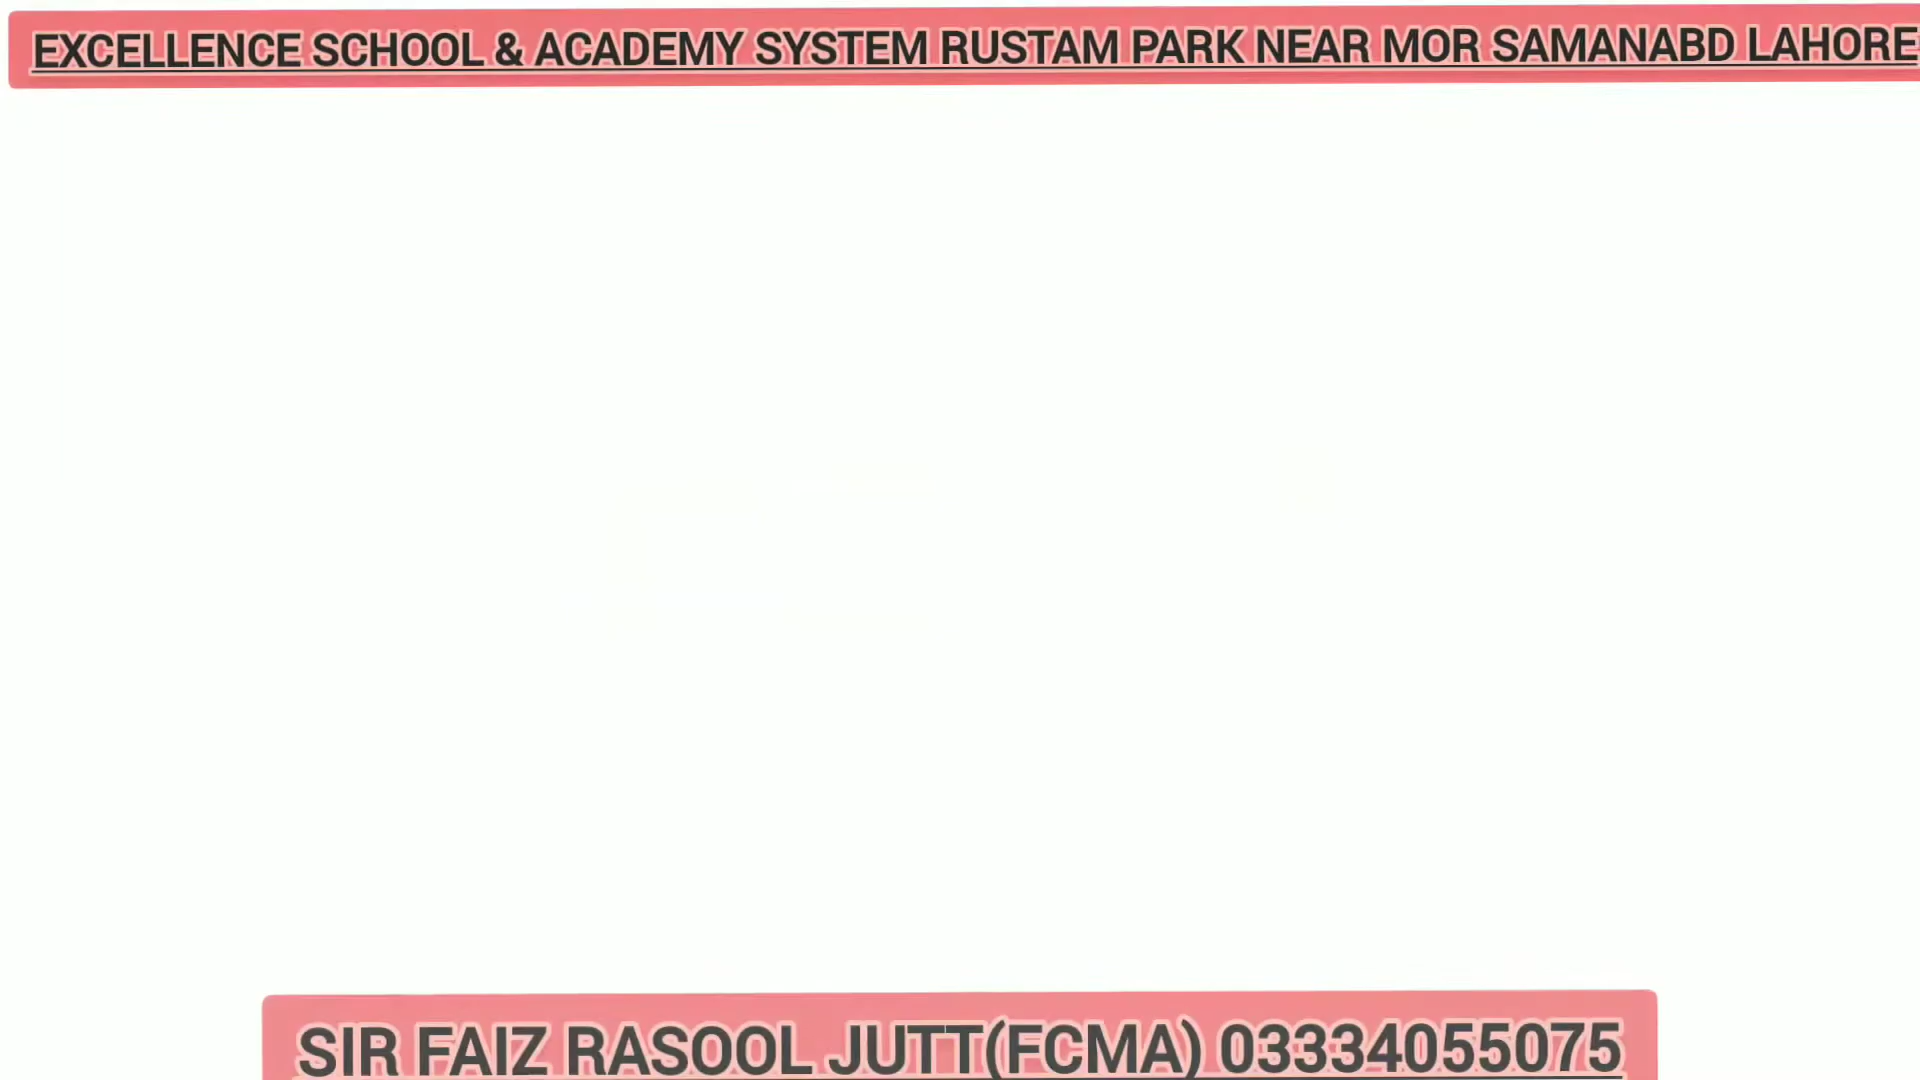 EXCELLENCE SCHOOL & ACADEMY SYSTEM RUSTAM PARK NEAR MOR SAMANABD LAHORE
SIR FAIZ RASOOL JUTT(FCMA) 03334055075